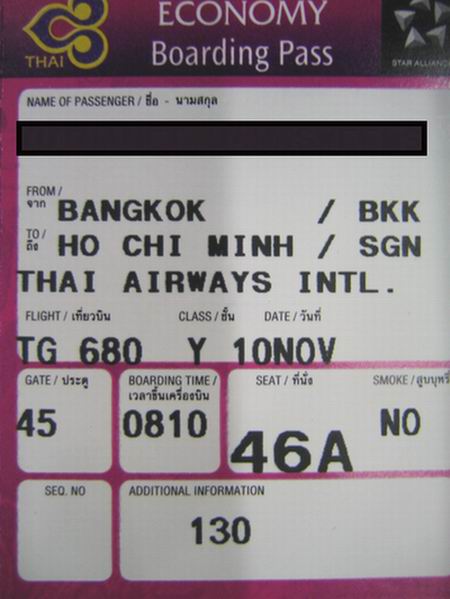 THAI
ECONOMY
Boarding Pass
STAR ALLIANCE
NAME OF PASSENGER / ชื่อ - นามสกุล
FROM /
จาก BANGKOK / BKK
TO /
ถึง HO CHI MINH / SGN
THAI AIRWAYS INTL.
FLIGHT / เที่ยวบิน CLASS / ชั้น DATE / วันที่
TG 680 Y 10NOV
GATE / ประตู BOARDING TIME / SEAT / ที่นั่ง SMOKE / สูบบุหรี่
เวลาขึ้นเครื่องบิน
45 0810 46A NO
SEQ. NO ADDITIONAL INFORMATION
130